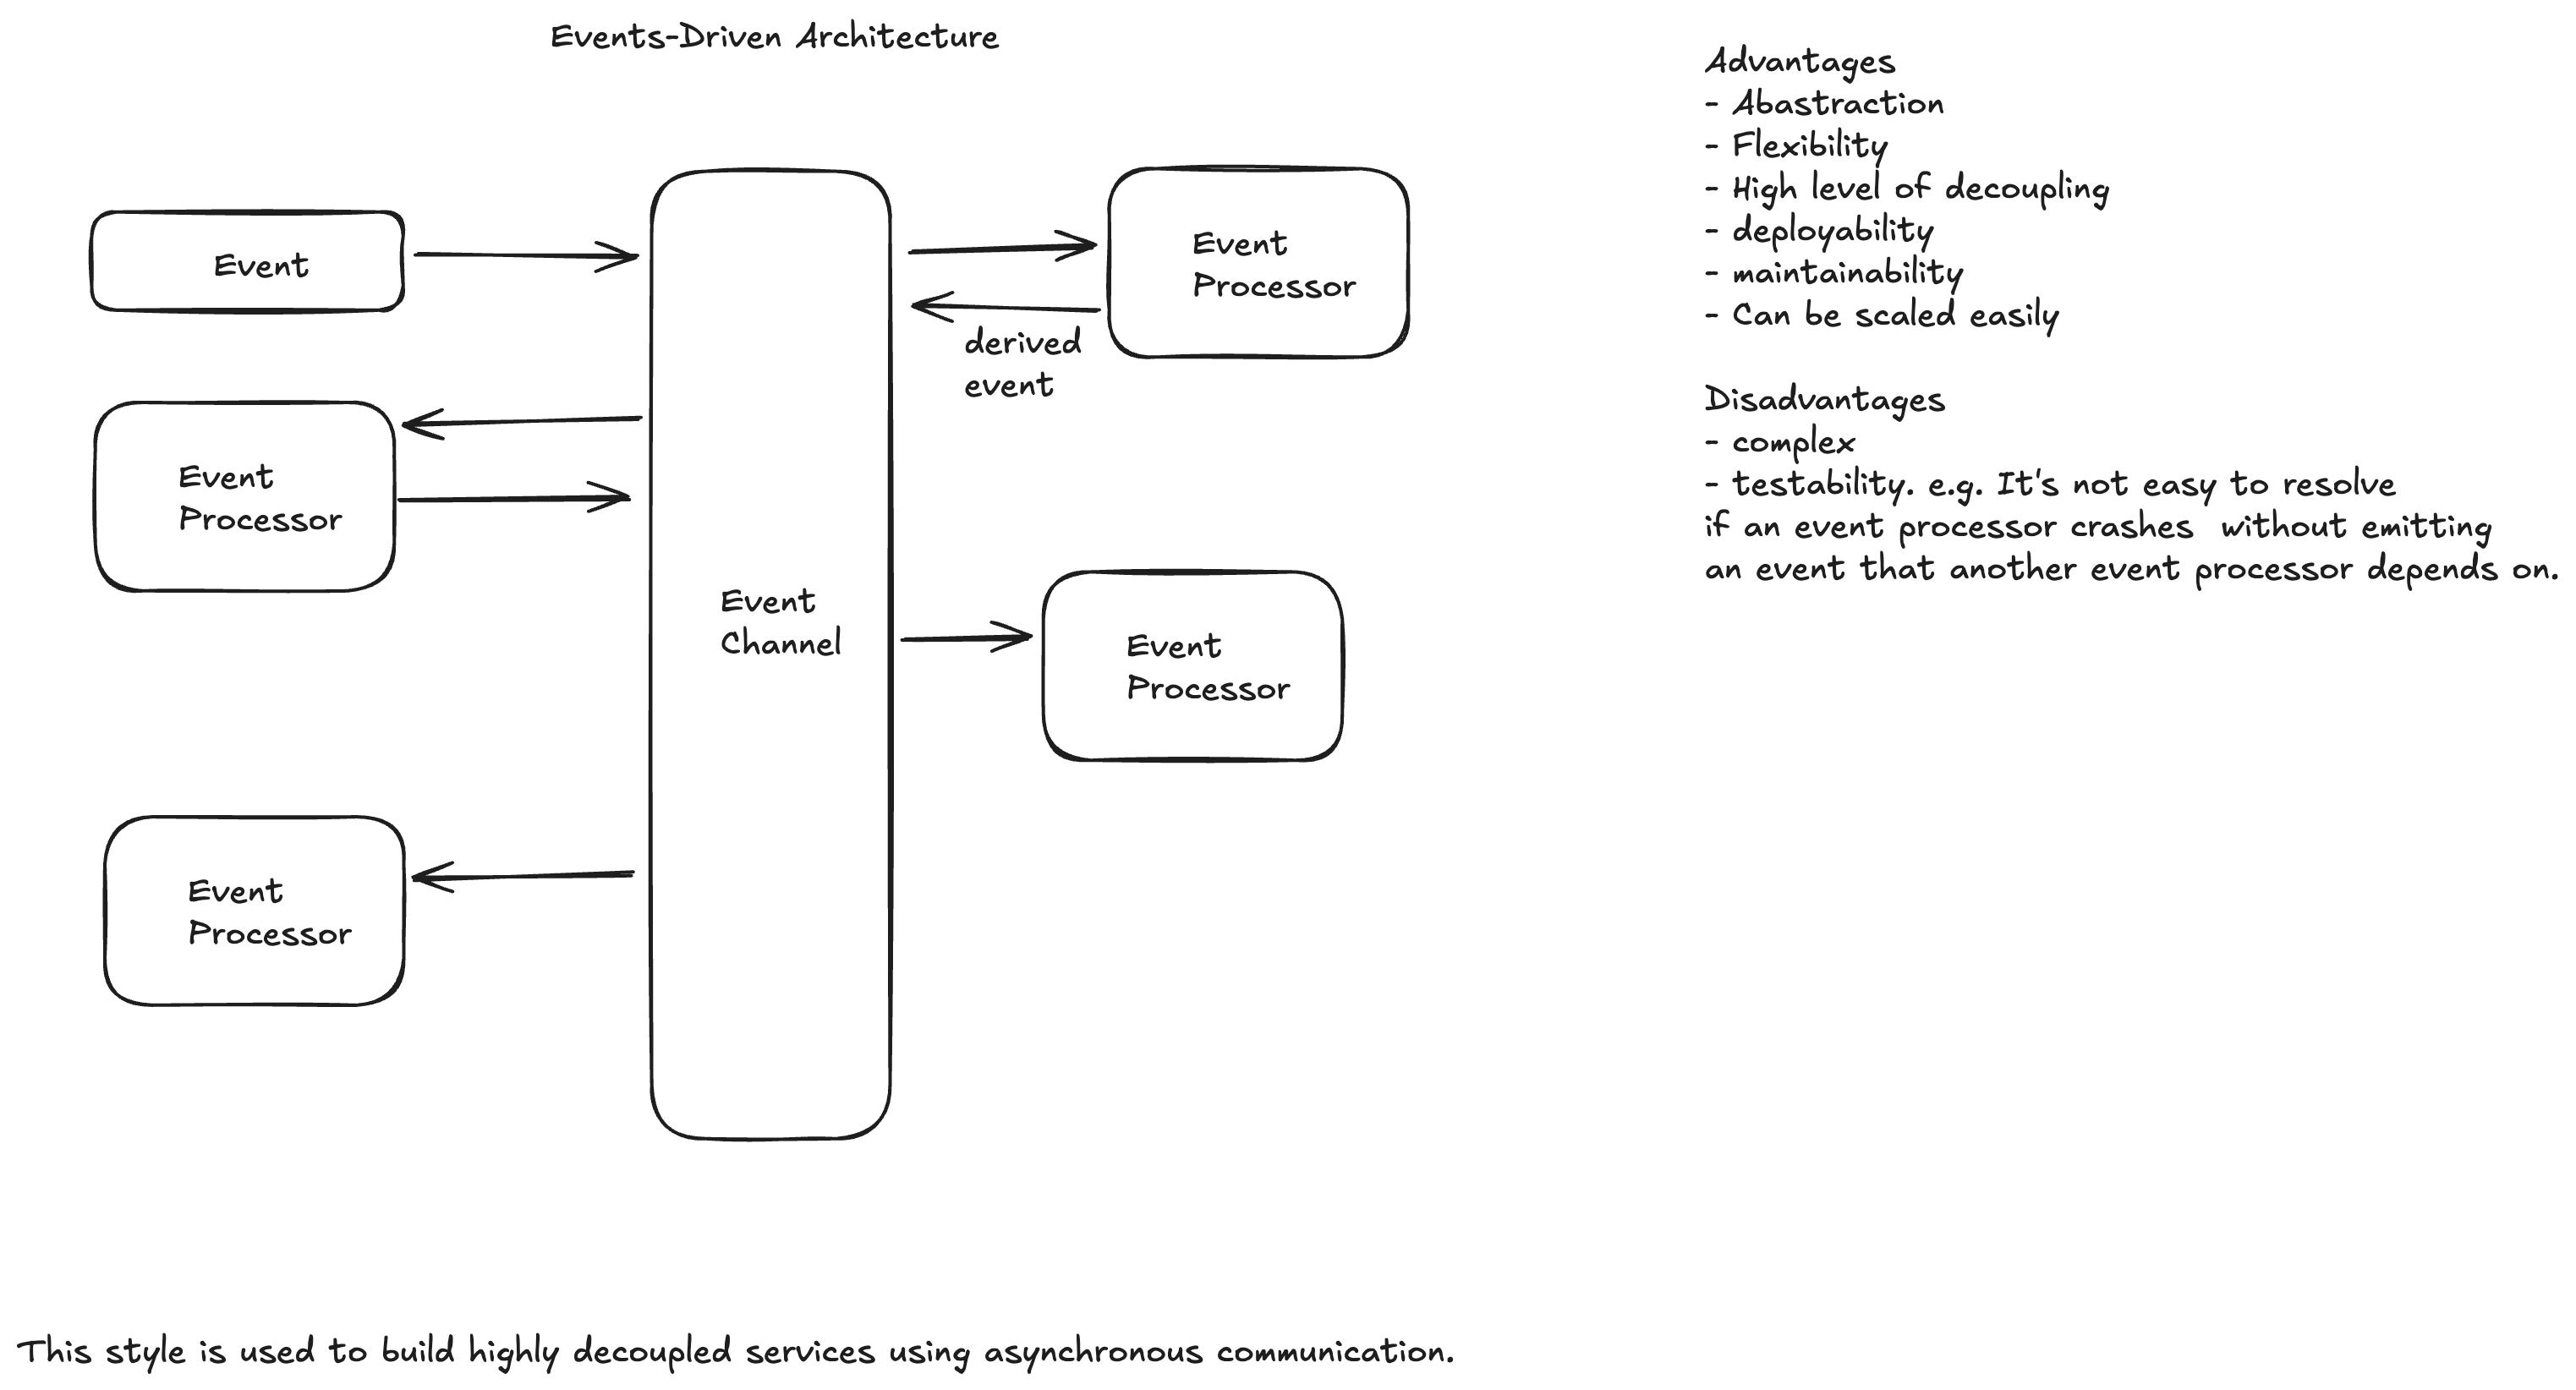 Events-Driven Architecture
Event
Event
Processor
derived
event
Event
Processor
Event
Channel
Event
Processor
Event
Processor
This style is used to build highly decoupled services using asynchronous communication.
Advantages
- Abastraction
- Flexibility
- High level of decoupling
- deployability
- maintainability
- Can be scaled easily
Disadvantages
- complex
- testability. e.g. It's not easy to resolve
if an event processor crashes  without emitting
an event that another event processor depends on.